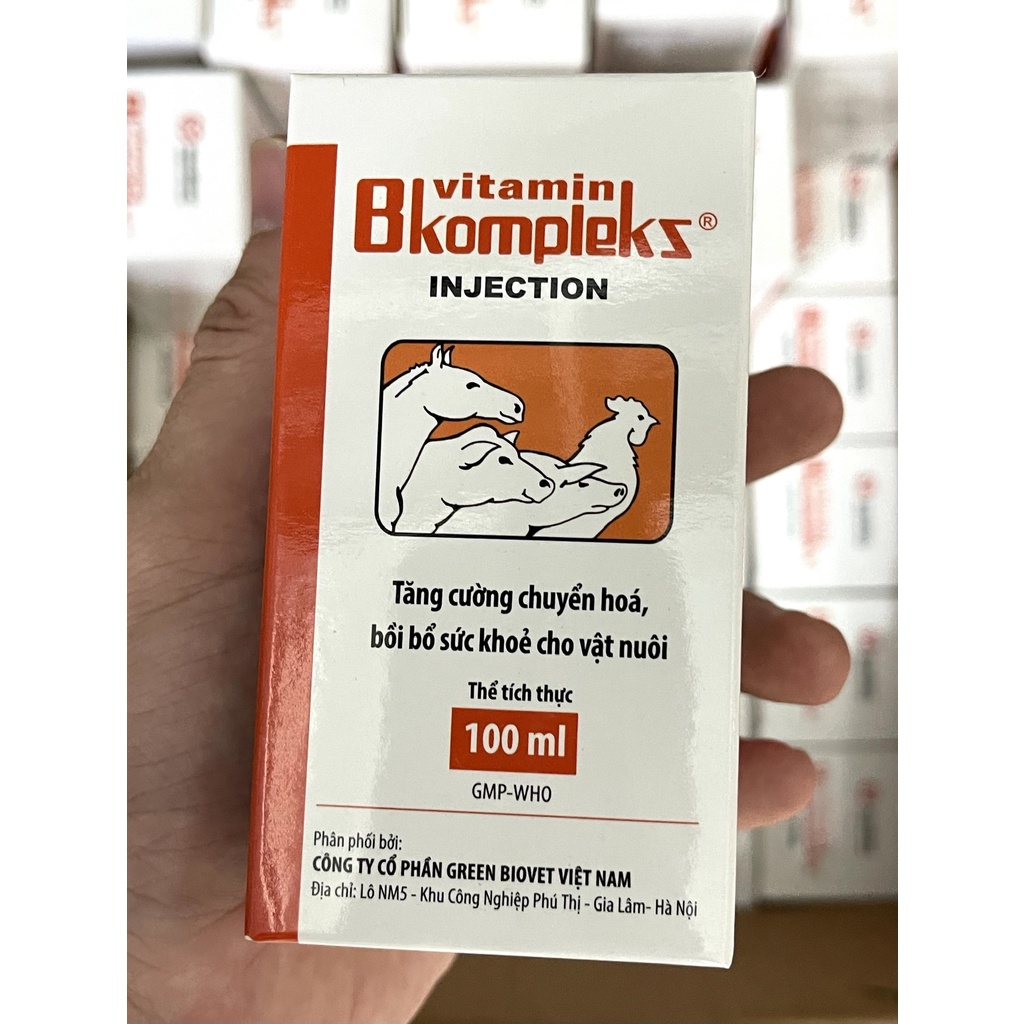 vitamin
Bkompleks®
INJECTION
Tăng cường chuyển hoá,
bồi bổ sức khoẻ cho vật nuôi
Thể tích thực
100 ml
GMP-WHO
Phân phối bởi:
CÔNG TY CỔ PHẦN GREEN BIOVET VIỆT NAM
Địa chỉ: Lô NM5 - Khu Công Nghiệp Phú Thị - Gia Lâm- Hà Nội